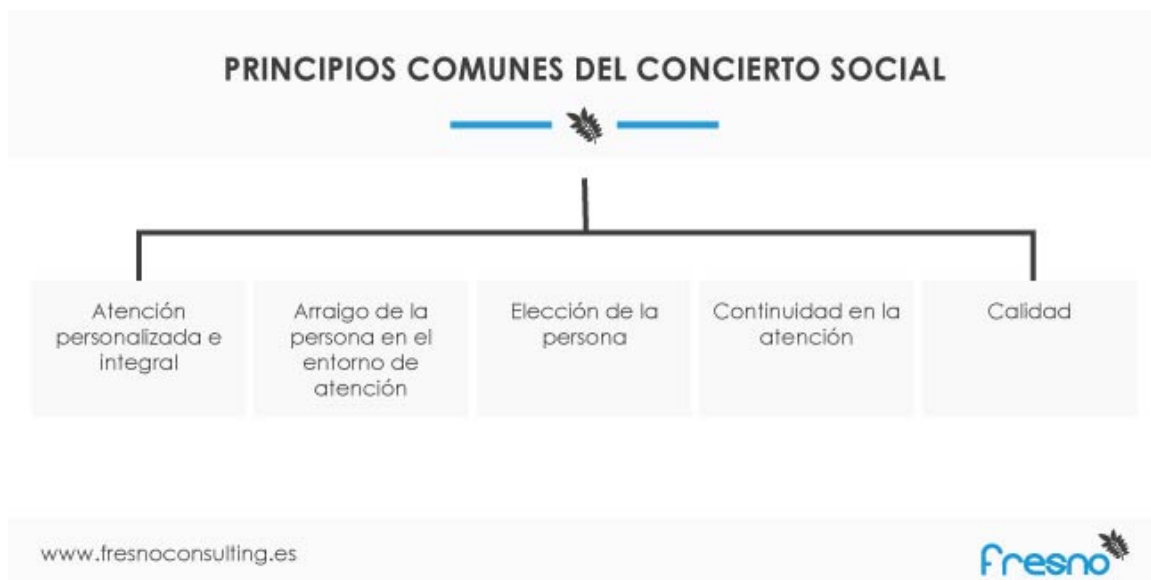 PRINCIPIOS COMUNES DEL CONCIERTO SOCIAL
Atención
personalizada e
integral
Arraigo de la
persona en el
entorno de
atención
Elección de la
persona
Continuidad en la
atención
Calidad
www.fresnoconsulting.es
fresno